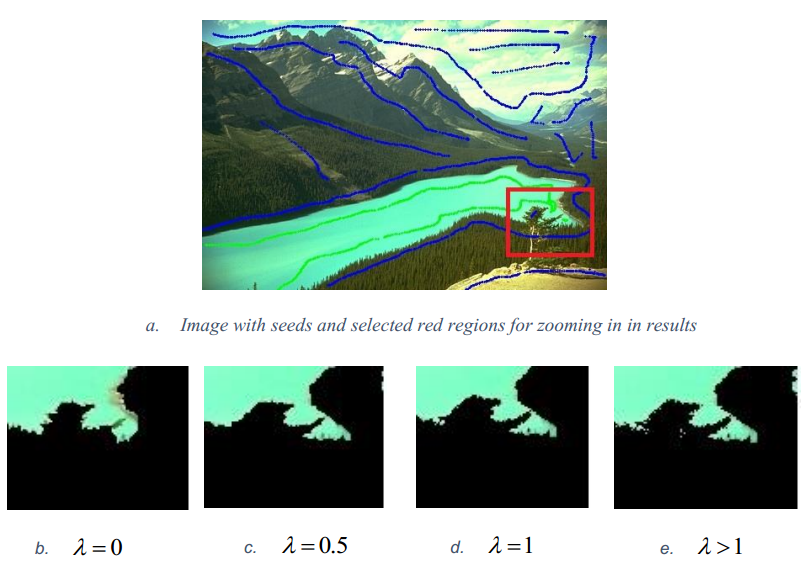 a. Image with seeds and selected red regions for zooming in in results
b. λ=0
c. λ=0.5
d. λ=1
e. λ>1